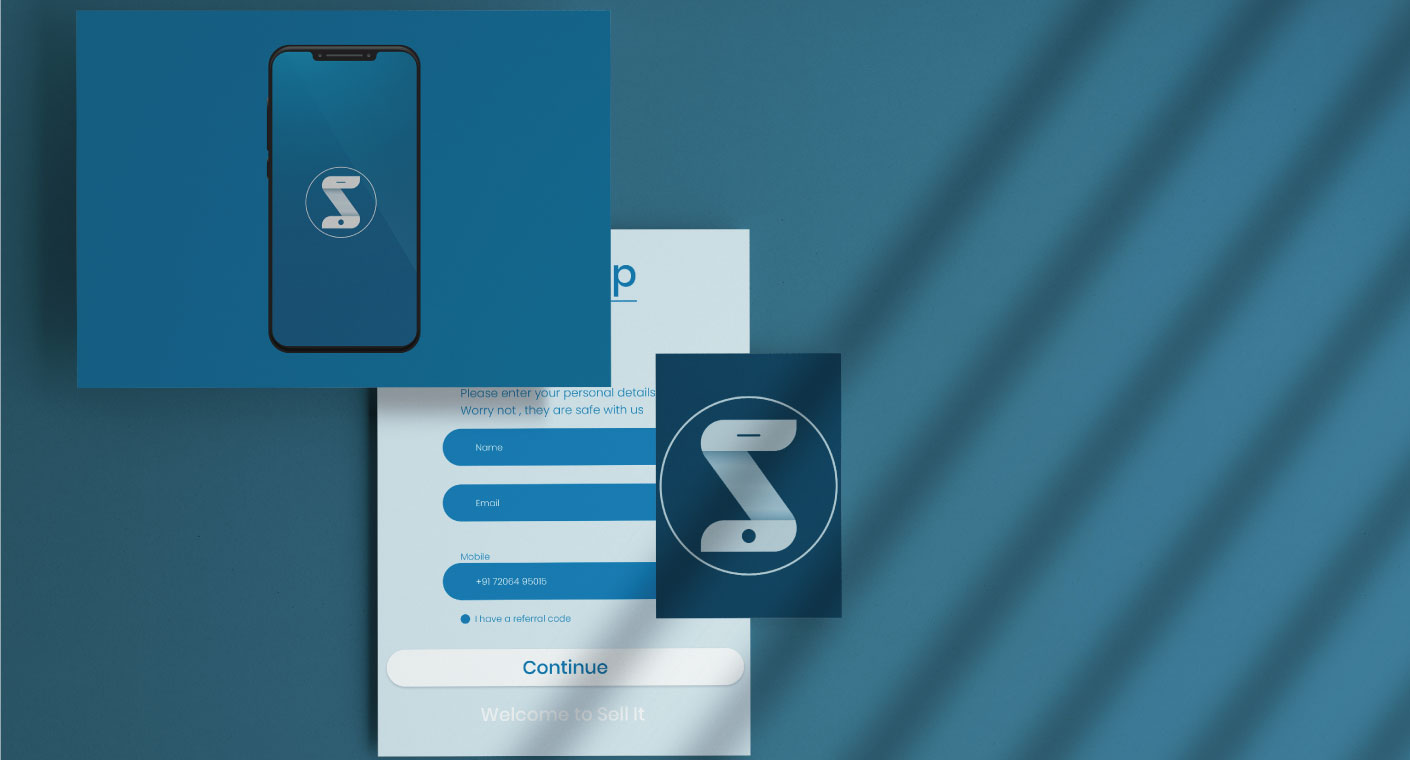 p
Please enter your personal details
Worry not , they are safe with us
Name
Email
Mobile
+91 72064 95015
I have a referral code
Continue
Welcome to Sell It